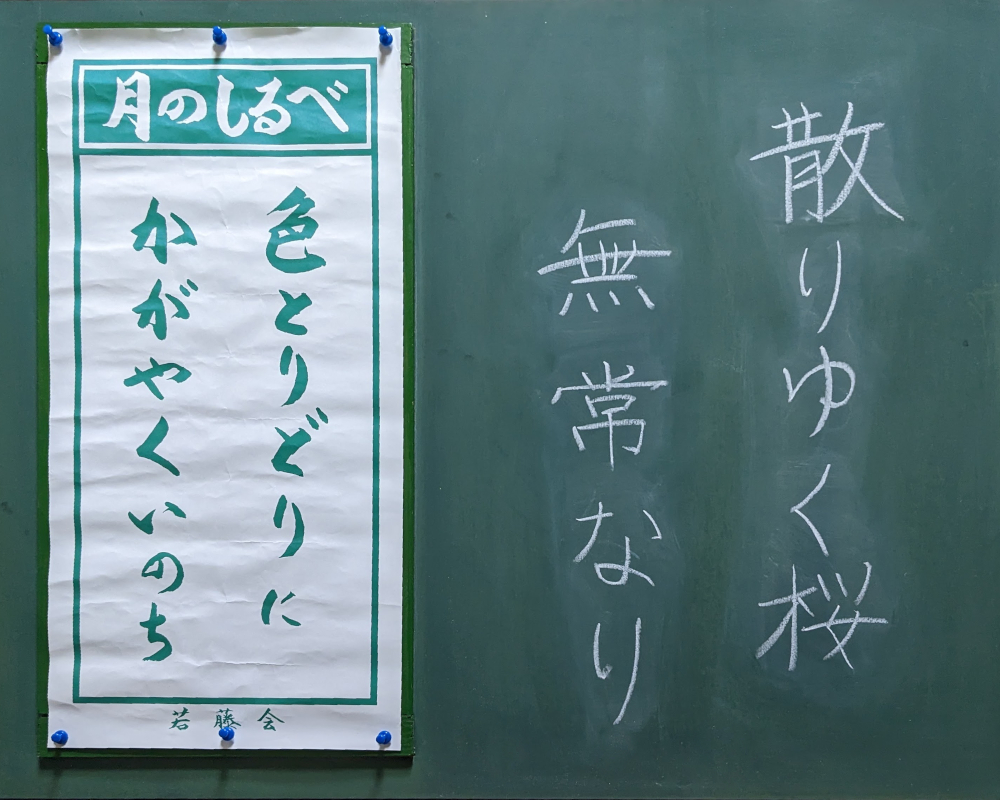 散りゆく桜
無常なり
月のしるべ
色とりどりに
かがやくいのち
若藤会